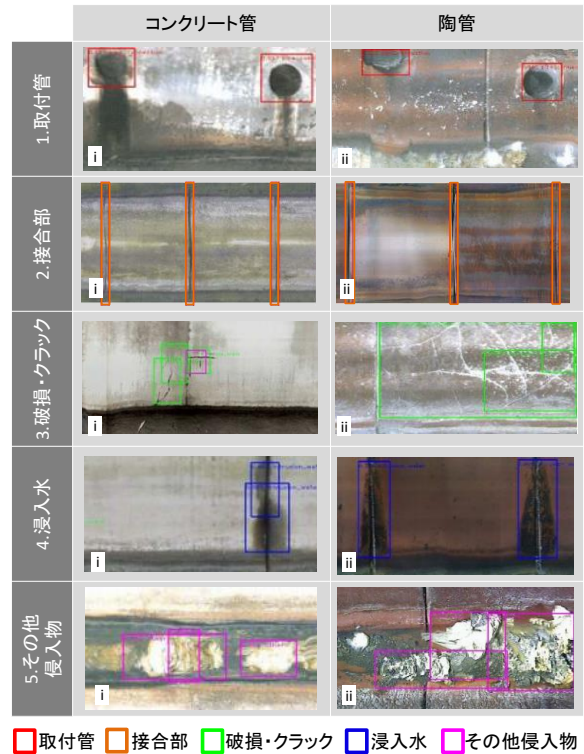 コンクリート管
陶管
1.取付管
i
ii
2.接合部
i
ii
3.破損・クラック
i
ii
4.浸入水
i
ii
5.その他
侵入物
i
ii
取付管 接合部 破損・クラック 浸入水 その他侵入物